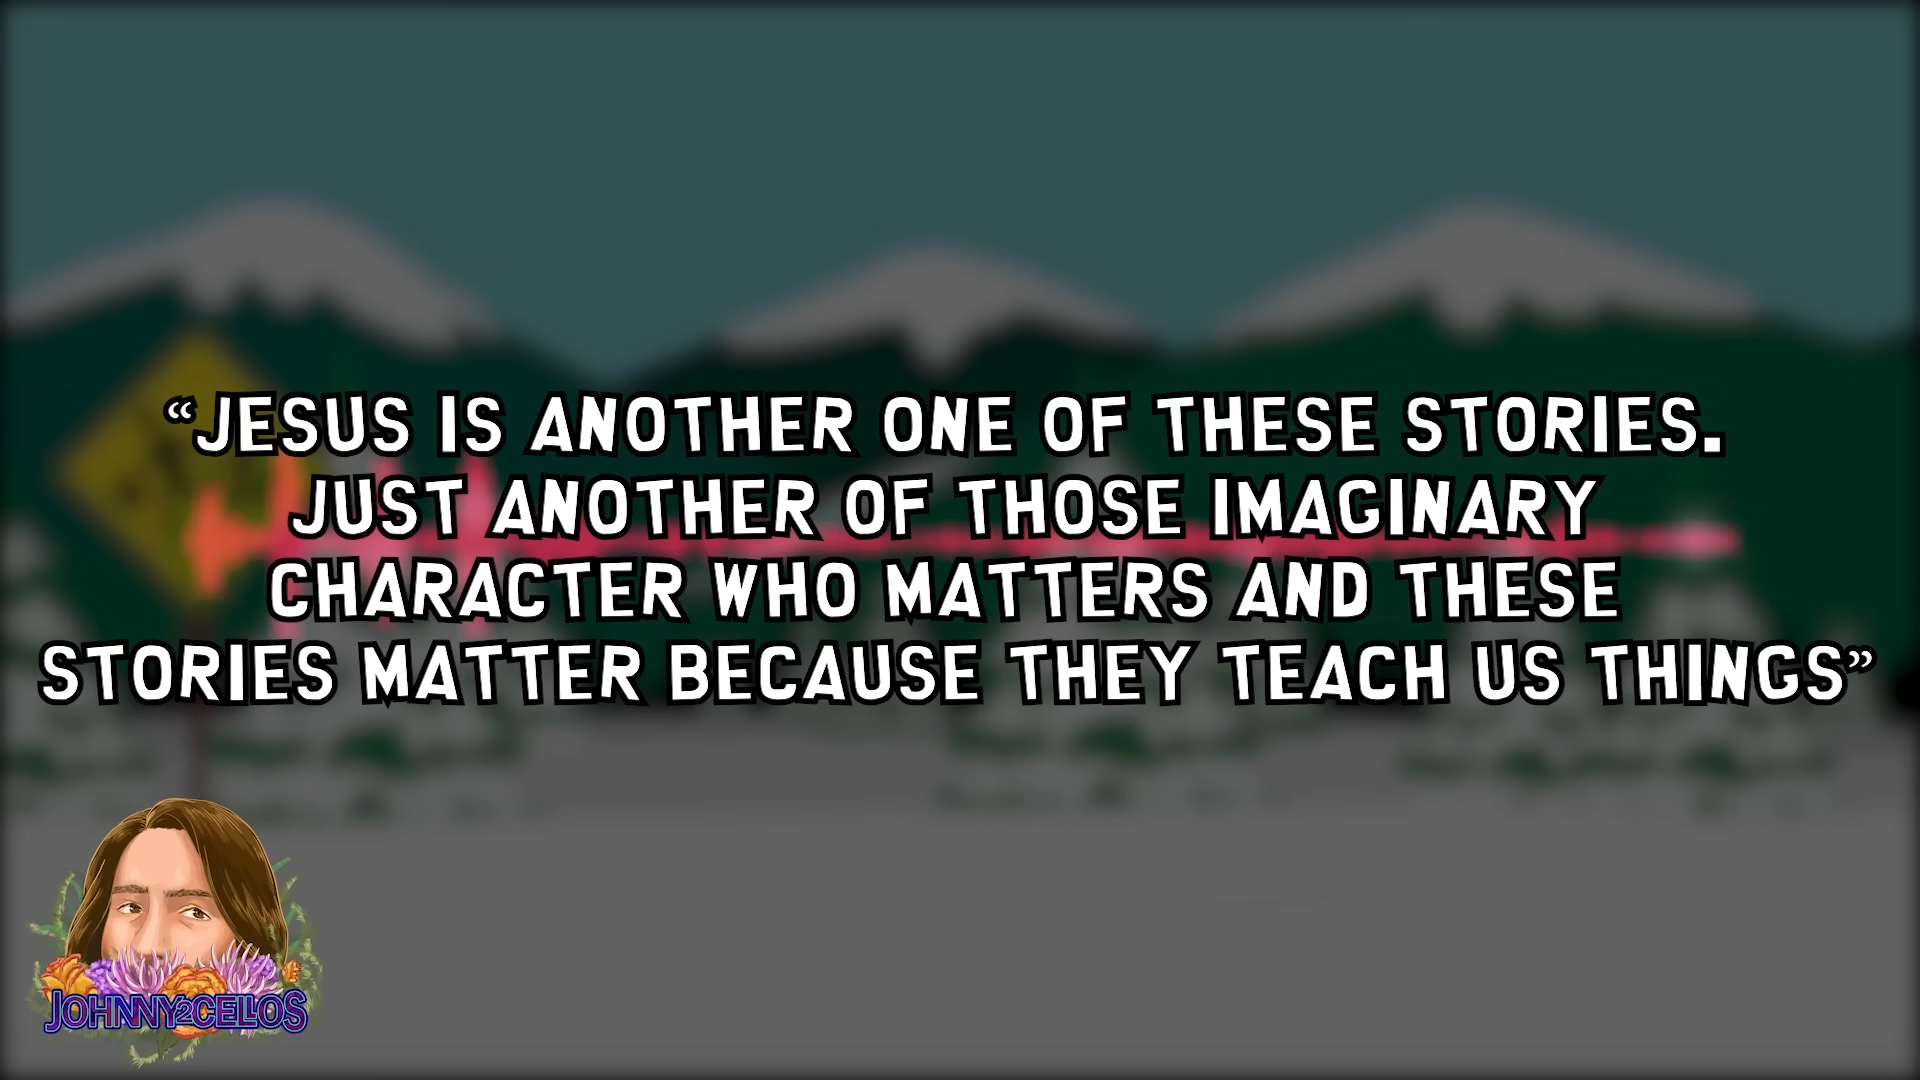 “JESUS IS ANOTHER ONE OF THESE STORIES.
JUST ANOTHER OF THOSE IMAGINARY
CHARACTER WHO MATTERS AND THESE
STORIES MATTER BECAUSE THEY TEACH US THINGS”
JOHNNY2CELLOS